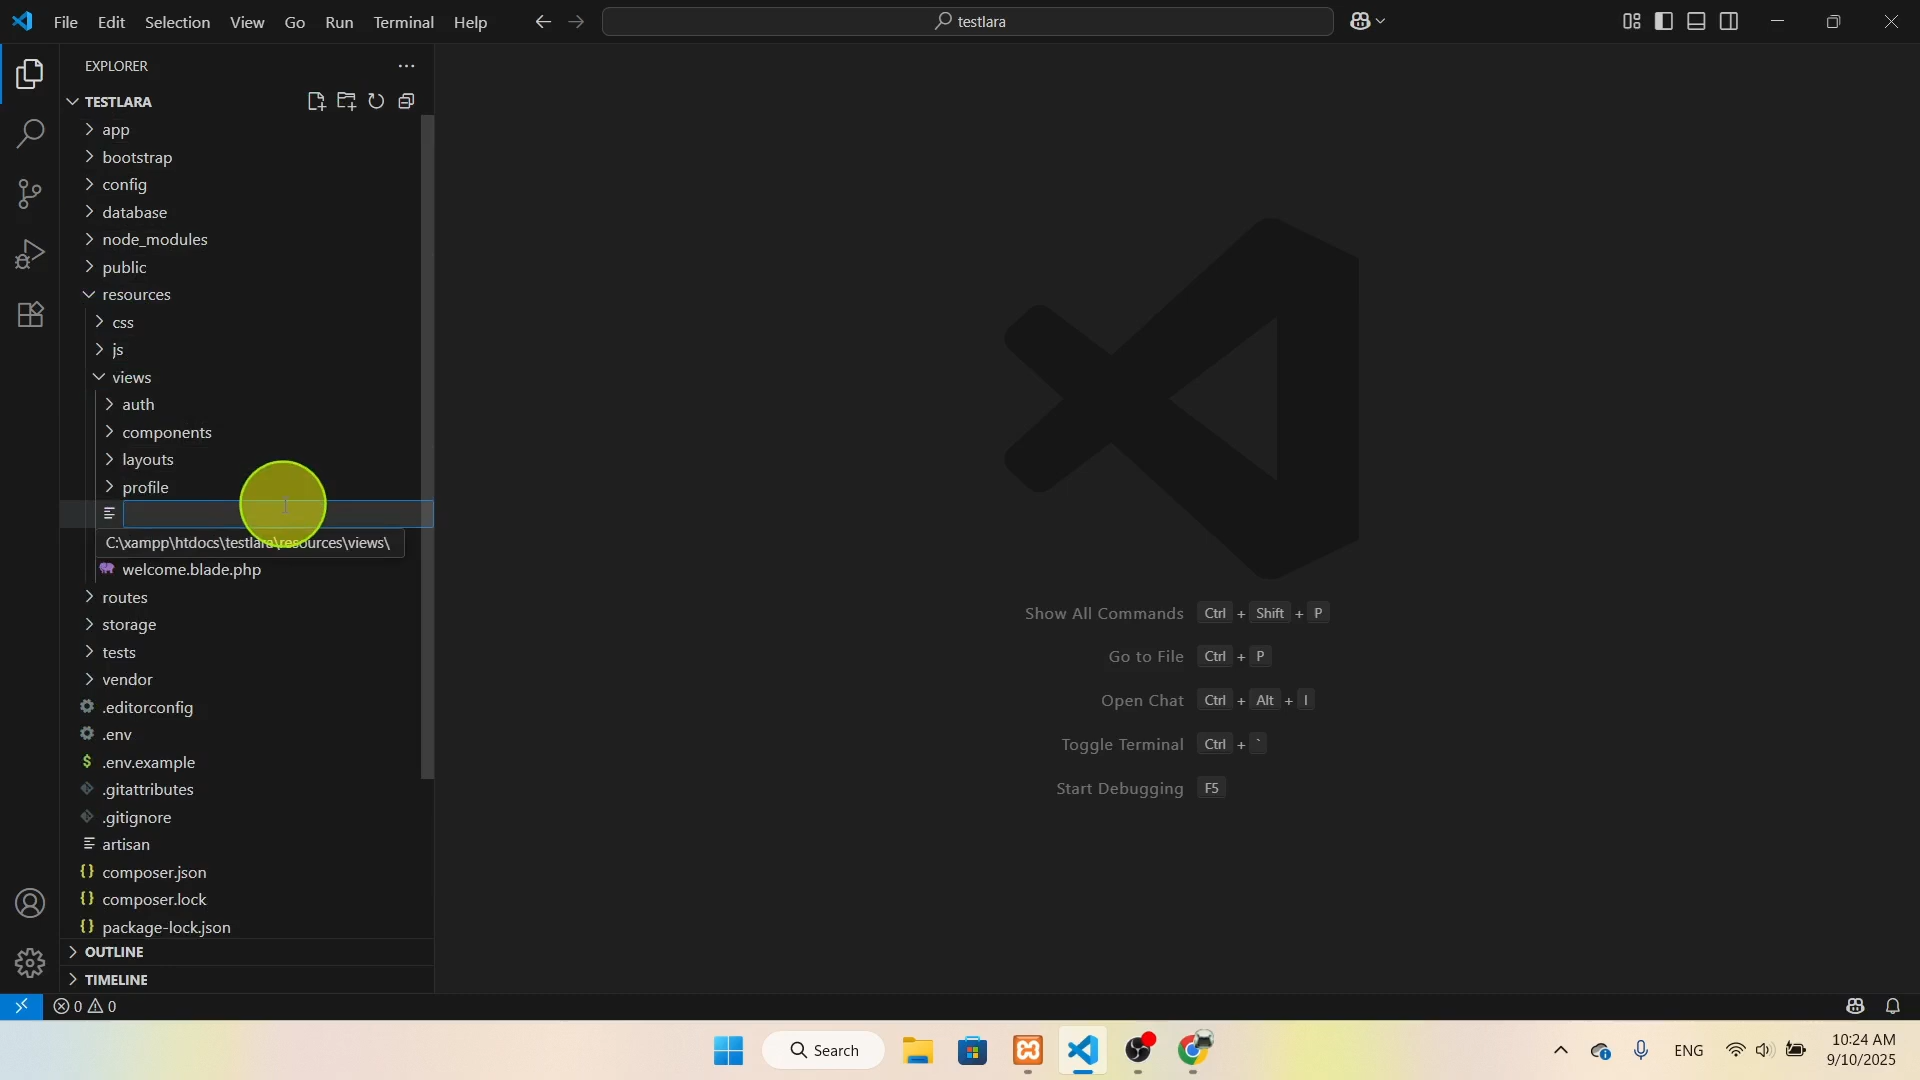 File Edit Selection View Go Run Terminal Help
testlara
EXPLORER
TESTLARA
app
bootstrap
config
database
node_modules
public
resources
css
js
views
auth
components
layouts
profile
C:\xampp\htdocs\testlara\resources\views\
welcome.blade.php
routes
storage
tests
vendor
.editorconfig
.env
.env.example
.gitattributes
.gitignore
artisan
composer.json
composer.lock
package-lock.json
OUTLINE
TIMELINE
Show All Commands Ctrl + Shift + P
Go to File Ctrl + P
Open Chat Ctrl + Alt + I
Toggle Terminal Ctrl + `
Start Debugging F5
0 0
Search
ENG
10:24 AM
9/10/2025